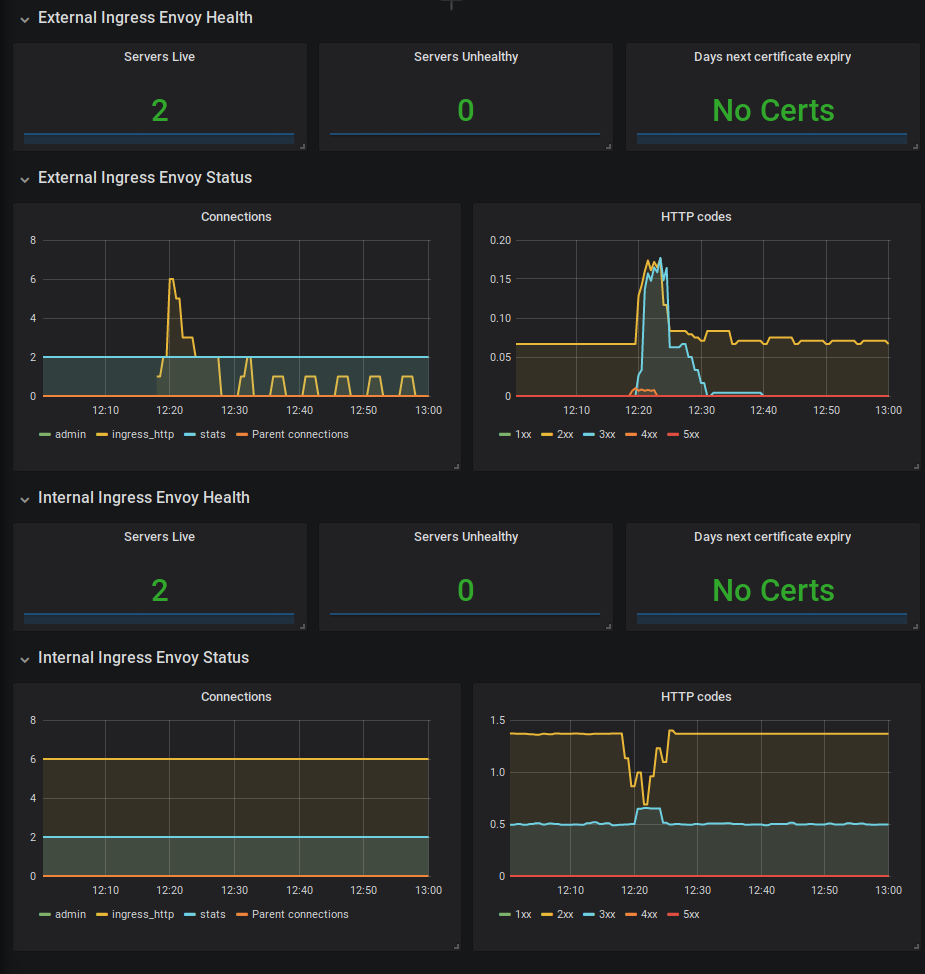 External Ingress Envoy Health
Servers Live
Servers Unhealthy
Days next certificate expiry
2
0
No Certs
External Ingress Envoy Status
Connections
8
6
4
2
0
12:10 12:20 12:30 12:40 12:50 13:00
admin ingress_http stats Parent connections
HTTP codes
0.20
0.15
0.10
0.05
0
12:10 12:20 12:30 12:40 12:50 13:00
1xx 2xx 3xx 4xx 5xx
Internal Ingress Envoy Health
Servers Live
Servers Unhealthy
Days next certificate expiry
2
0
No Certs
Internal Ingress Envoy Status
Connections
8
6
4
2
0
12:10 12:20 12:30 12:40 12:50 13:00
admin ingress_http stats Parent connections
HTTP codes
1.5
1.0
0.5
0
12:10 12:20 12:30 12:40 12:50 13:00
1xx 2xx 3xx 4xx 5xx